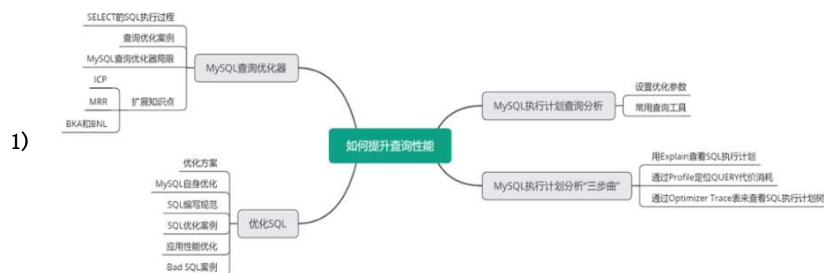 1)
如何提升查询性能
MySQL查询优化器
SELECT的SQL执行过程
查询优化案例
MySQL查询优化器局限
扩展知识点
ICP
MRR
BKA和BNL
优化SQL
优化方案
MySQL自身优化
SQL编写规范
SQL优化案例
应用性能优化
Bad SQL案例
MySQL执行计划查询分析
设置优化参数
常用查询工具
MySQL执行计划分析“三步曲”
用Explain查看SQL执行计划
通过Profile定位QUERY代价消耗
通过Optimizer Trace表来查看SQL执行计划树